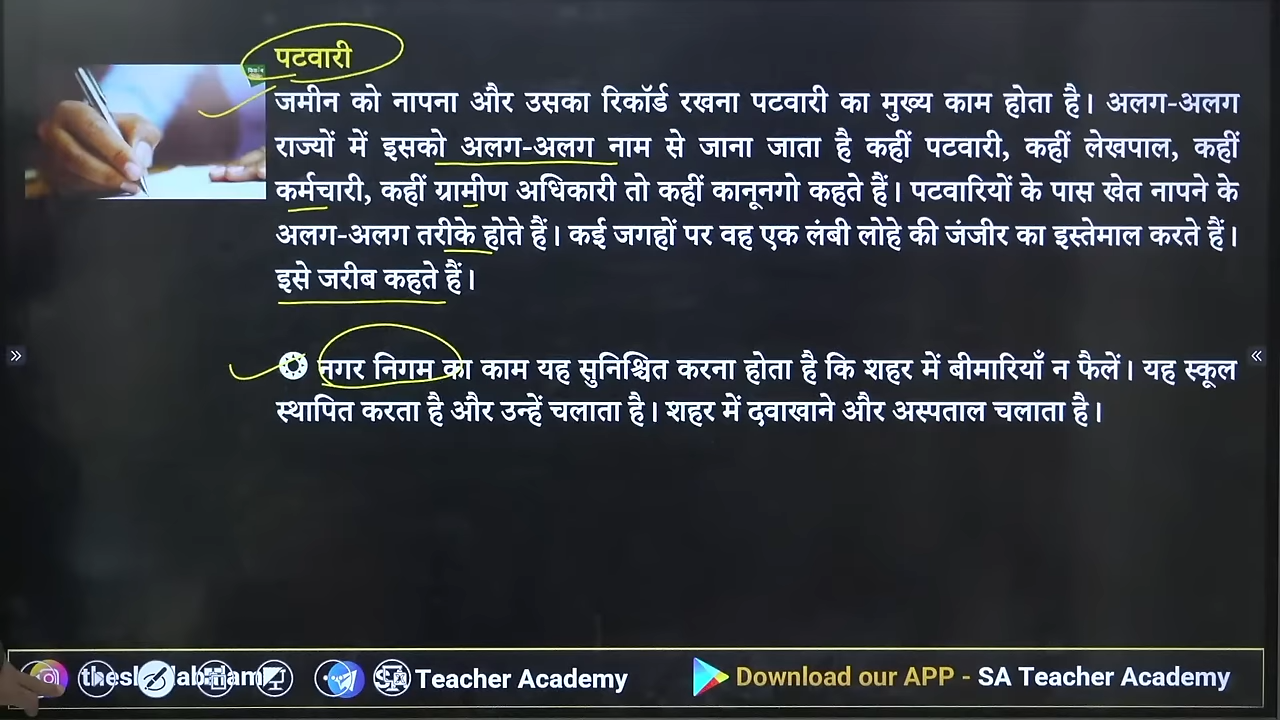 पटवारी
जमीन को नापना और उसका रिकॉर्ड रखना पटवारी का मुख्य काम होता है। अलग-अलग
राज्यों में इसको अलग-अलग नाम से जाना जाता है कहीं पटवारी, कहीं लेखपाल, कहीं
कर्मचारी, कहीं ग्रामीण अधिकारी तो कहीं कानूनगो कहते हैं। पटवारियों के पास खेत नापने के
अलग-अलग तरीके होते हैं। कई जगहों पर वह एक लंबी लोहे की जंजीर का इस्तेमाल करते हैं।
इसे जरीब कहते हैं।
नगर निगम का काम यह सुनिश्चित करना होता है कि शहर में बीमारियाँ न फैलें। यह स्कूल
स्थापित करता है और उन्हें चलाता है। शहर में दवाखाने और अस्पताल चलाता है।
Teacher Academy
Download our APP - SA Teacher Academy